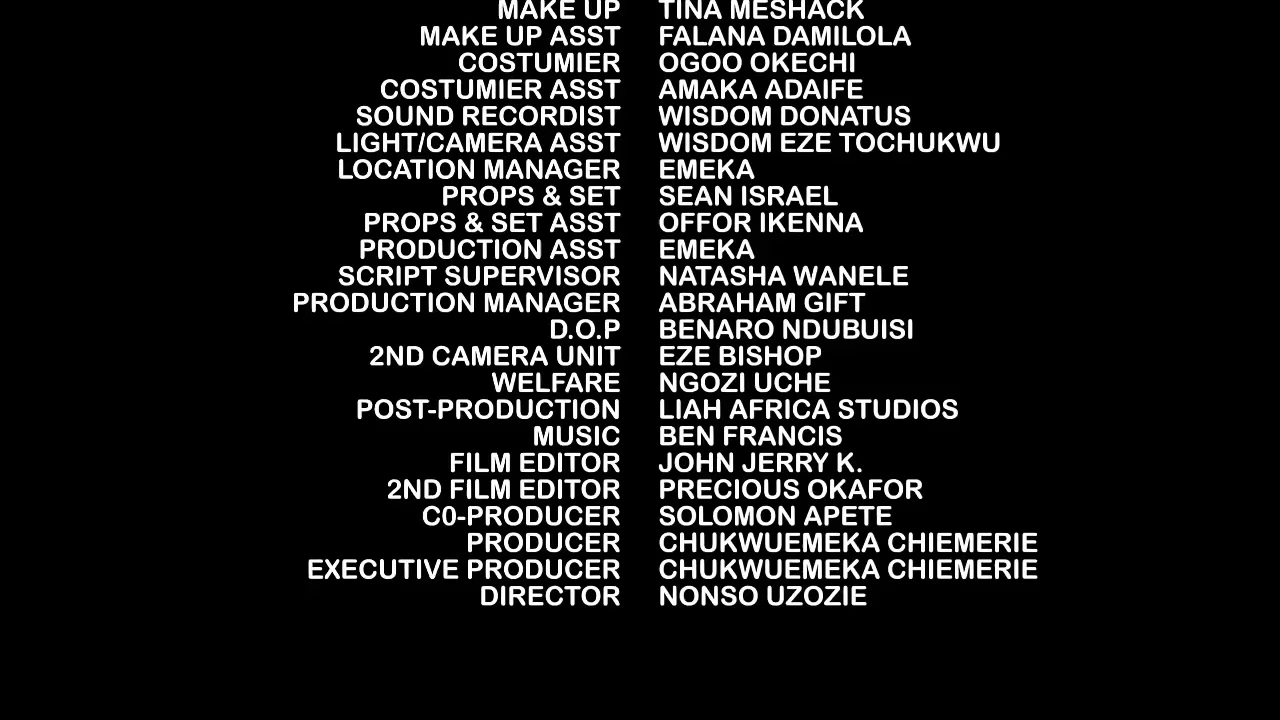 MAKE UP TINA MESHACK
MAKE UP ASST FALANA DAMILOLA
COSTUMIER OGOO OKECHI
COSTUMIER ASST AMAKA ADAIFE
SOUND RECORDIST WISDOM DONATUS
LIGHT/CAMERA ASST WISDOM EZE TOCHUKWU
LOCATION MANAGER EMEKA
PROPS & SET SEAN ISRAEL
PROPS & SET ASST OFFOR IKENNA
PRODUCTION ASST EMEKA
SCRIPT SUPERVISOR NATASHA WANELE
PRODUCTION MANAGER ABRAHAM GIFT
D.O.P BENARO NDUBUISI
2ND CAMERA UNIT EZE BISHOP
WELFARE NGOZI UCHE
POST-PRODUCTION LIAH AFRICA STUDIOS
MUSIC BEN FRANCIS
FILM EDITOR JOHN JERRY K.
2ND FILM EDITOR PRECIOUS OKAFOR
C0-PRODUCER SOLOMON APETE
PRODUCER CHUKWUEMEKA CHIEMERIE
EXECUTIVE PRODUCER CHUKWUEMEKA CHIEMERIE
DIRECTOR NONSO UZOZIE